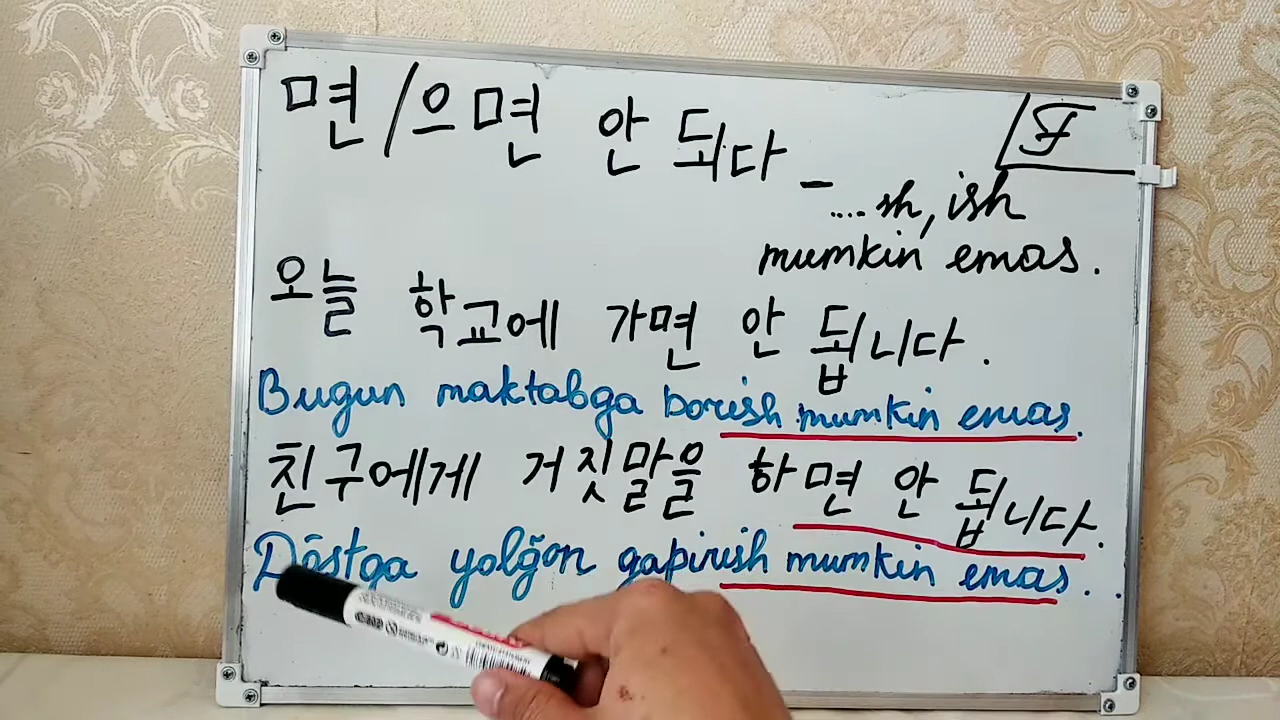 면/으면 안 되다 - ....sh, ish
mumkin emas.
오늘 학교에 가면 안 됩니다.
Bugun maktabga borish mumkin emas.
친구에게 거짓말을 하면 안 됩니다.
Dōstga yolğon gapirish mumkin emas...